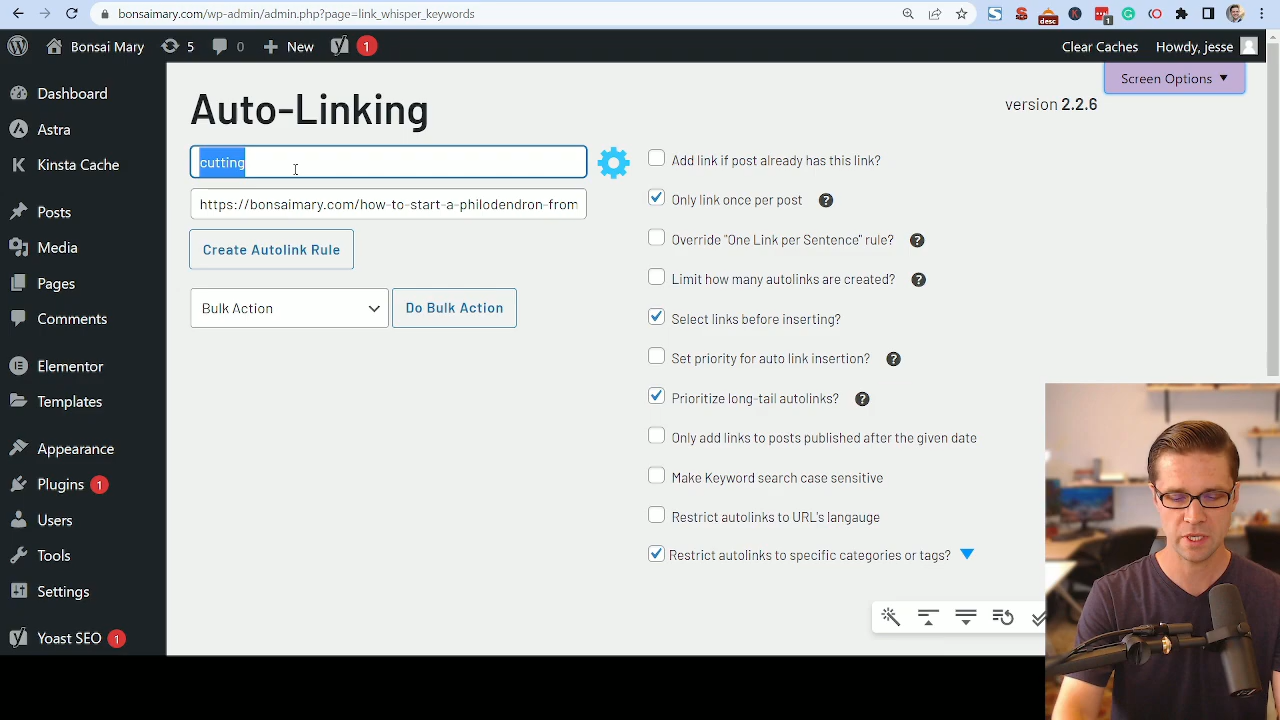 bonsaimary.com/wp-admin/admin.php?page=link_whisper_keywords
desc
1
Bonsai Mary
5
0
New
1
Clear Caches
Howdy, jesse
Screen Options
version 2.2.6
Dashboard
Astra
Kinsta Cache
Posts
Media
Pages
Comments
Elementor
Templates
Appearance
Plugins 1
Users
Tools
Settings
Yoast SEO 1
Auto-Linking
cutting
https://bonsaimary.com/how-to-start-a-philodendron-from
Create Autolink Rule
Bulk Action
Do Bulk Action
Add link if post already has this link?
Only link once per post ?
Override "One Link per Sentence" rule? ?
Limit how many autolinks are created? ?
Select links before inserting?
Set priority for auto link insertion? ?
Prioritize long-tail autolinks? ?
Only add links to posts published after the given date
Make Keyword search case sensitive
Restrict autolinks to URL's langauge
Restrict autolinks to specific categories or tags?